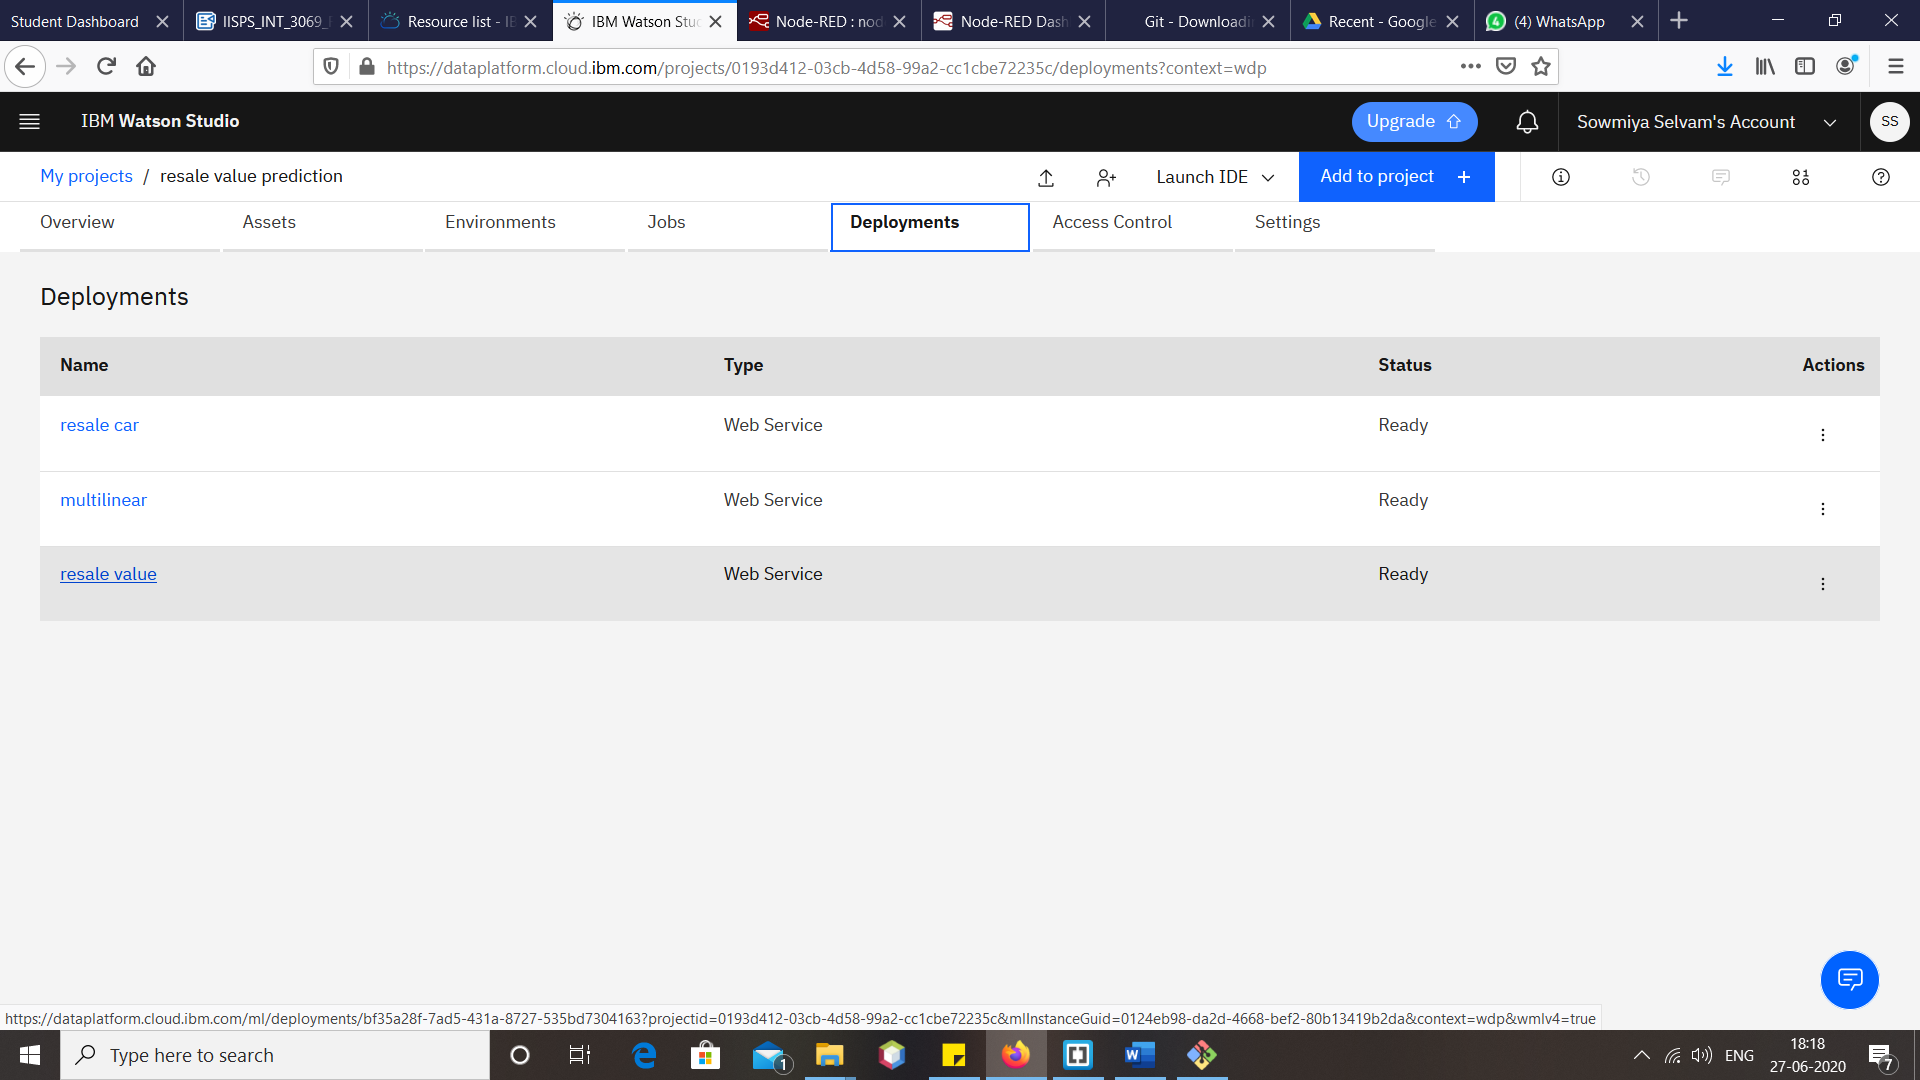 Student Dashboard
IISPS_INT_3069_
Resource list - IB
IBM Watson Stud
Node-RED : nod
Node-RED Dash
Git - Downloadin
Recent - Google
(4) WhatsApp
https://dataplatform.cloud.ibm.com/projects/0193d412-03cb-4d58-99a2-cc1cbe72235c/deployments?context=wdp
IBM Watson Studio
Upgrade
Sowmiya Selvam's Account
SS
My projects / resale value prediction
Launch IDE
Add to project +
Overview
Assets
Environments
Jobs
Deployments
Access Control
Settings
Deployments
Name Type Status Actions
resale car Web Service Ready
multilinear Web Service Ready
resale value Web Service Ready
https://dataplatform.cloud.ibm.com/ml/deployments/bf35a28f-7ad5-431a-8727-535bd7304163?projectid=0193d412-03cb-4d58-99a2-cc1cbe72235c&mlInstanceGuid=0124eb98-da2d-4668-bef2-80b13419b2da&context=wdp&wmlv4=true
Type here to search
1
ENG
18:18
27-06-2020
7